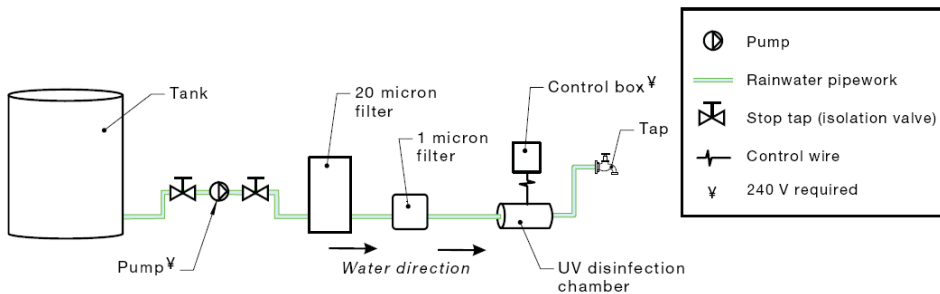 Tank
20 micron
filter
1 micron
filter
Control box ¥
Tap
Pump ¥
Water direction
UV disinfection
chamber
Pump
Rainwater pipework
Stop tap (isolation valve)
Control wire
¥ 240 V required